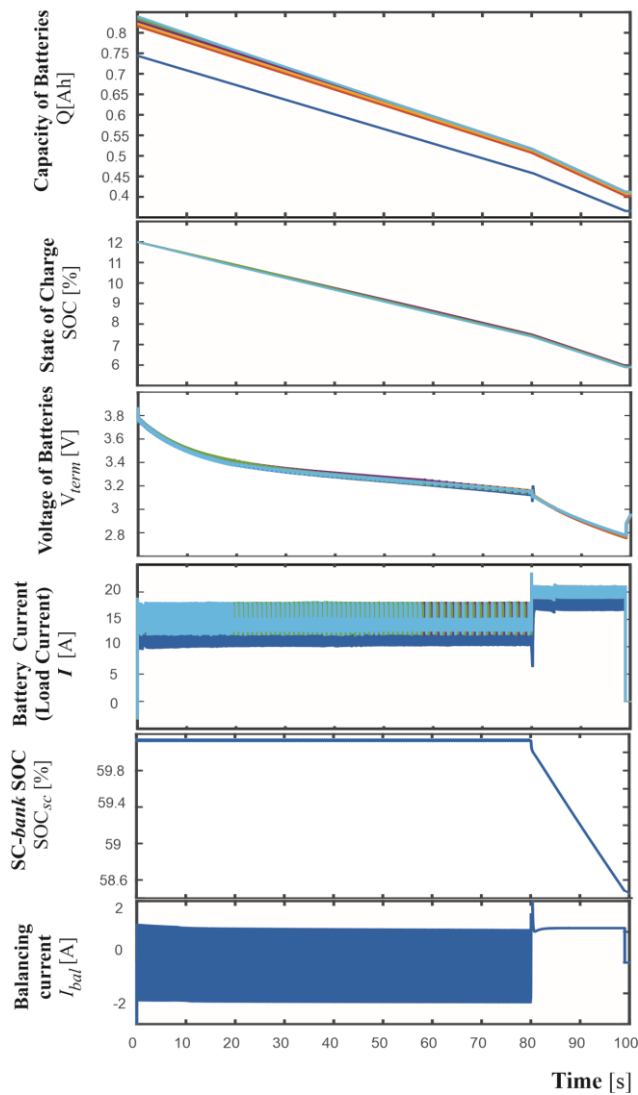 Capacity of Batteries
Q[Ah]
0.8
0.75
0.7
0.65
0.6
0.55
0.5
0.45
0.4
State of Charge
SOC [%]
12
11
10
9
8
7
6
Voltage of Batteries
Vterm [V]
3.8
3.6
3.4
3.2
3
2.8
Battery Current
(Load Current)
I [A]
20
15
10
5
0
SC-bank SOC
SOCsc [%]
59.8
59.4
59
58.6
Balancing
current
Ibal [A]
2
0
-2
0 10 20 30 40 50 60 70 80 90 100
Time [s]